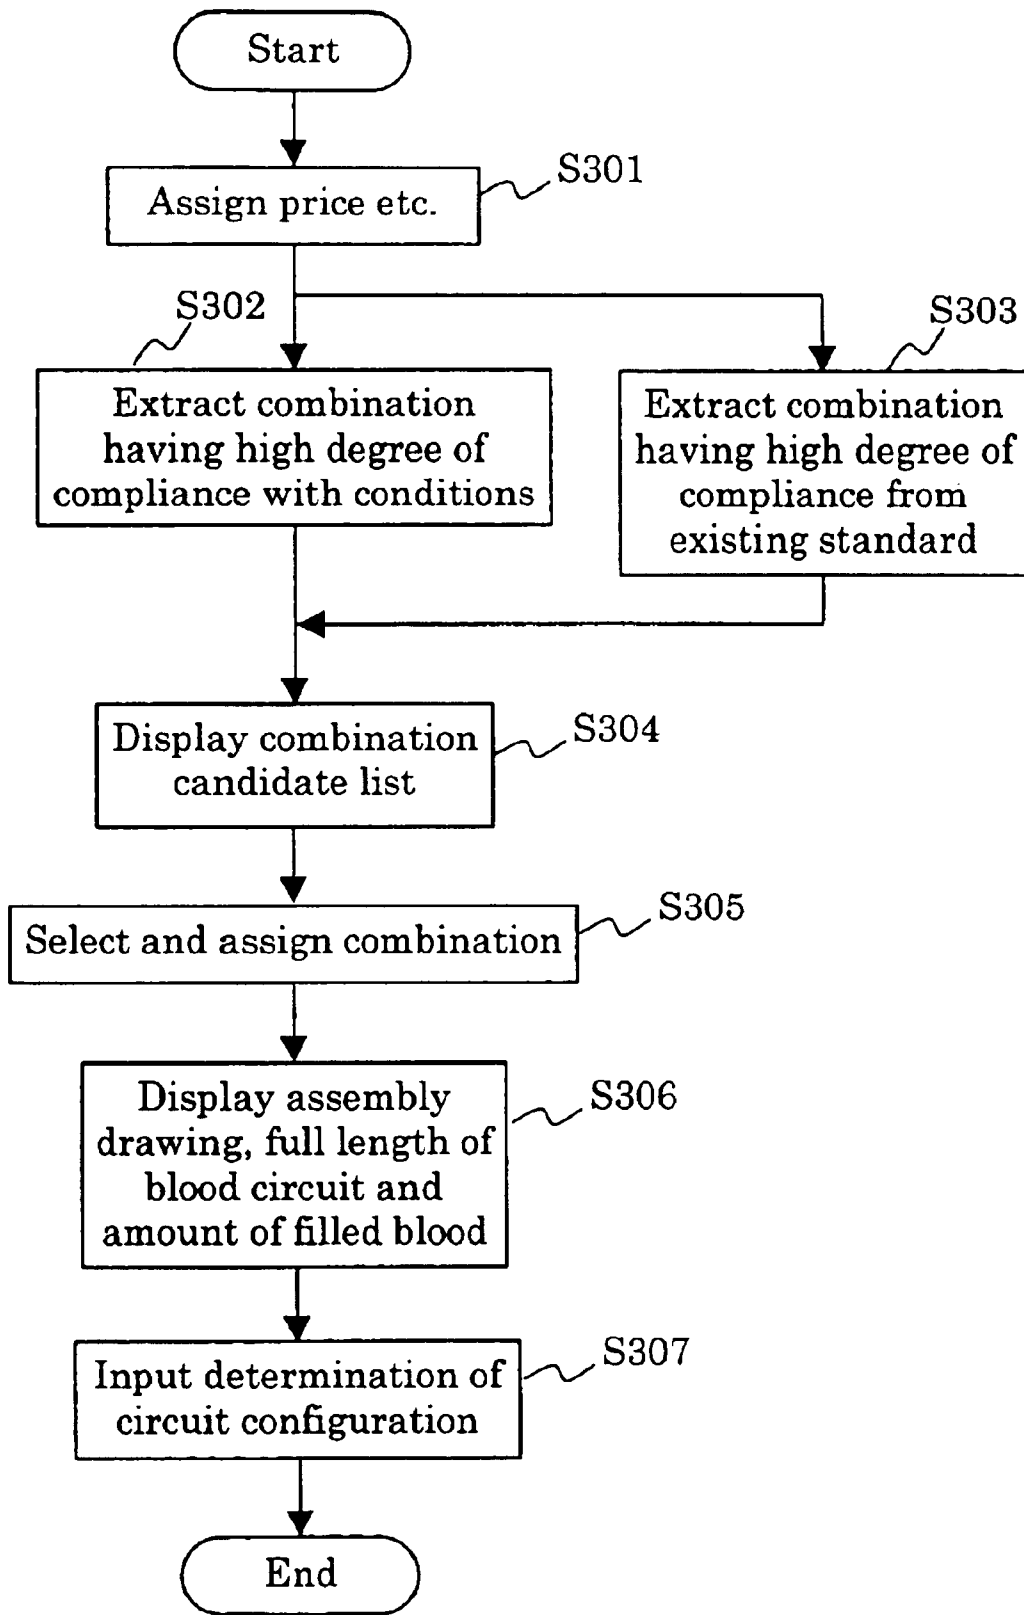 Start
S301
Assign price etc.
S302
Extract combination
having high degree of
compliance with conditions
S303
Extract combination
having high degree of
compliance from
existing standard
S304
Display combination
candidate list
S305
Select and assign combination
S306
Display assembly
drawing, full length of
blood circuit and
amount of filled blood
S307
Input determination of
circuit configuration
End